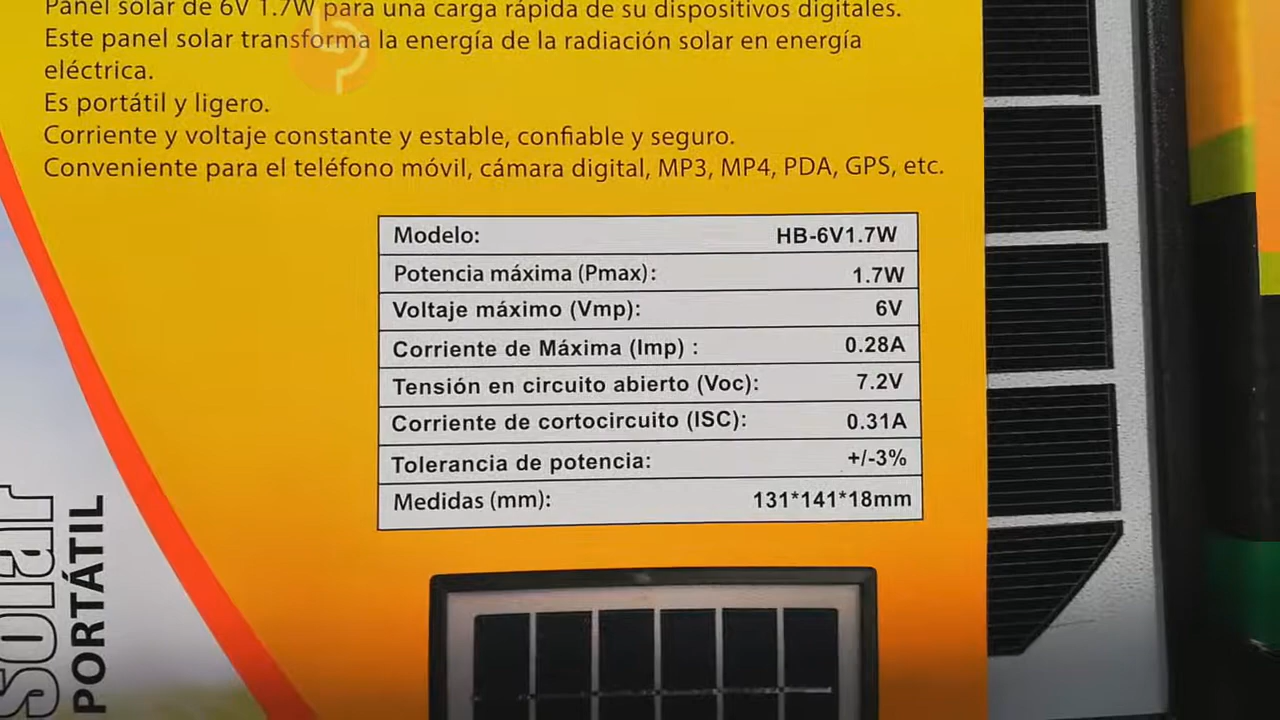 Panel solar de 6V 1.7W para una carga rápida de su dispositivos digitales.
Este panel solar transforma la energía de la radiación solar en energía
eléctrica.
Es portátil y ligero.
Corriente y voltaje constante y estable, confiable y seguro.
Conveniente para el teléfono móvil, cámara digital, MP3, MP4, PDA, GPS, etc.
Modelo: HB-6V1.7W
Potencia máxima (Pmax): 1.7W
Voltaje máximo (Vmp): 6V
Corriente de Máxima (Imp) : 0.28A
Tensión en circuito abierto (Voc): 7.2V
Corriente de cortocircuito (ISC): 0.31A
Tolerancia de potencia: +/-3%
Medidas (mm): 131*141*18mm
solar
PORTÁTIL